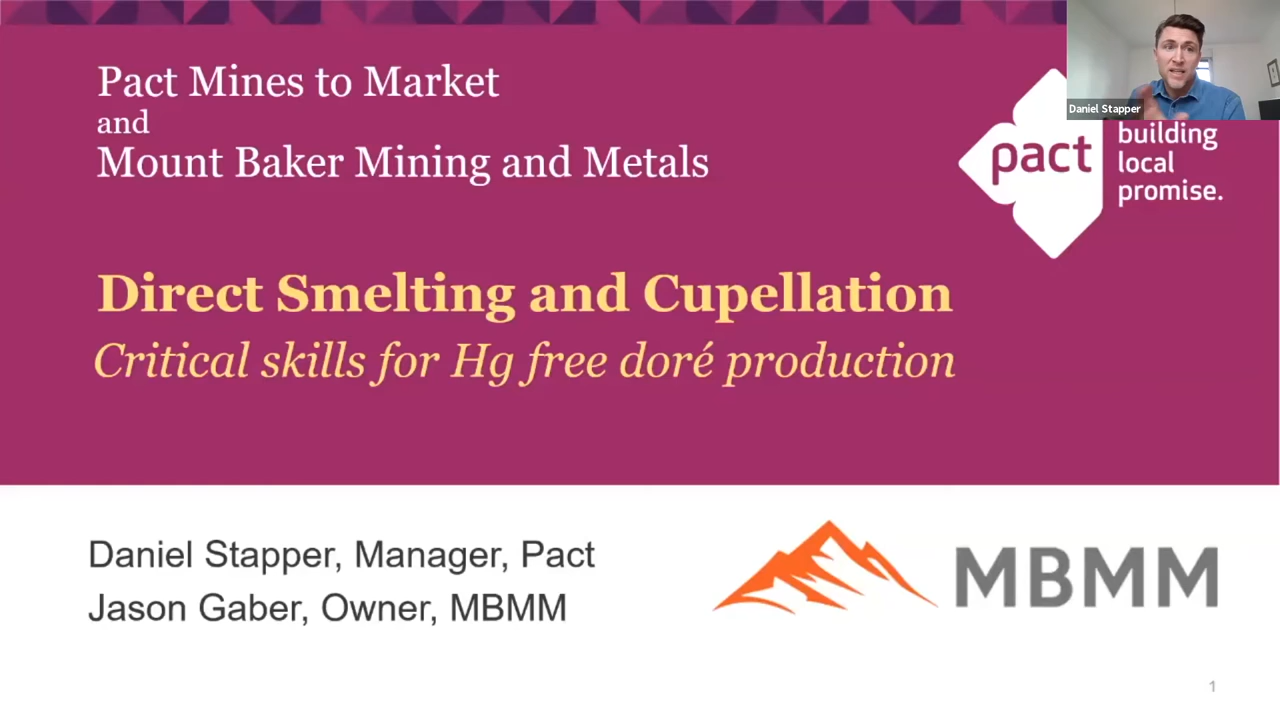 Pact Mines to Market
and
Mount Baker Mining and Metals
Daniel Stapper
pact
building
local
promise.
Direct Smelting and Cupellation
Critical skills for Hg free doré production
Daniel Stapper, Manager, Pact
Jason Gaber, Owner, MBMM
MBMM
1